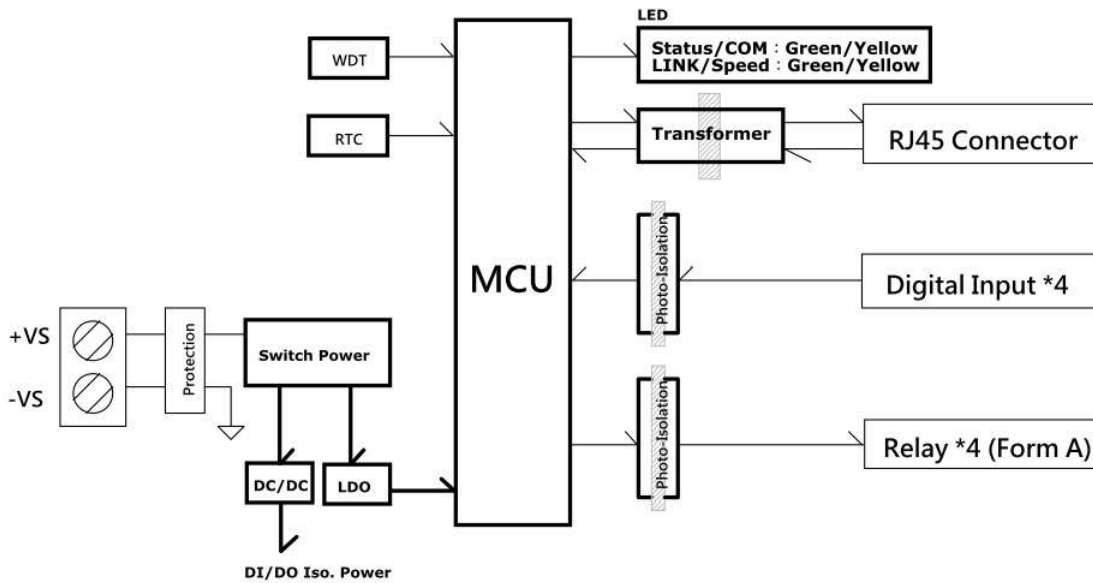 LED
Status/COM：Green/Yellow
LINK/Speed：Green/Yellow
WDT
RTC
Transformer
RJ45 Connector
MCU
Photo-Isolation
Digital Input *4
+VS
-VS
Protection
Switch Power
Photo-Isolation
Relay *4 (Form A)
DC/DC
LDO
DI/DO Iso. Power